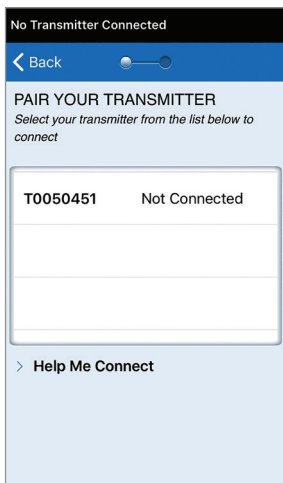 No Transmitter Connected
Back
PAIR YOUR TRANSMITTER
Select your transmitter from the list below to
connect
T0050451 Not Connected
Help Me Connect